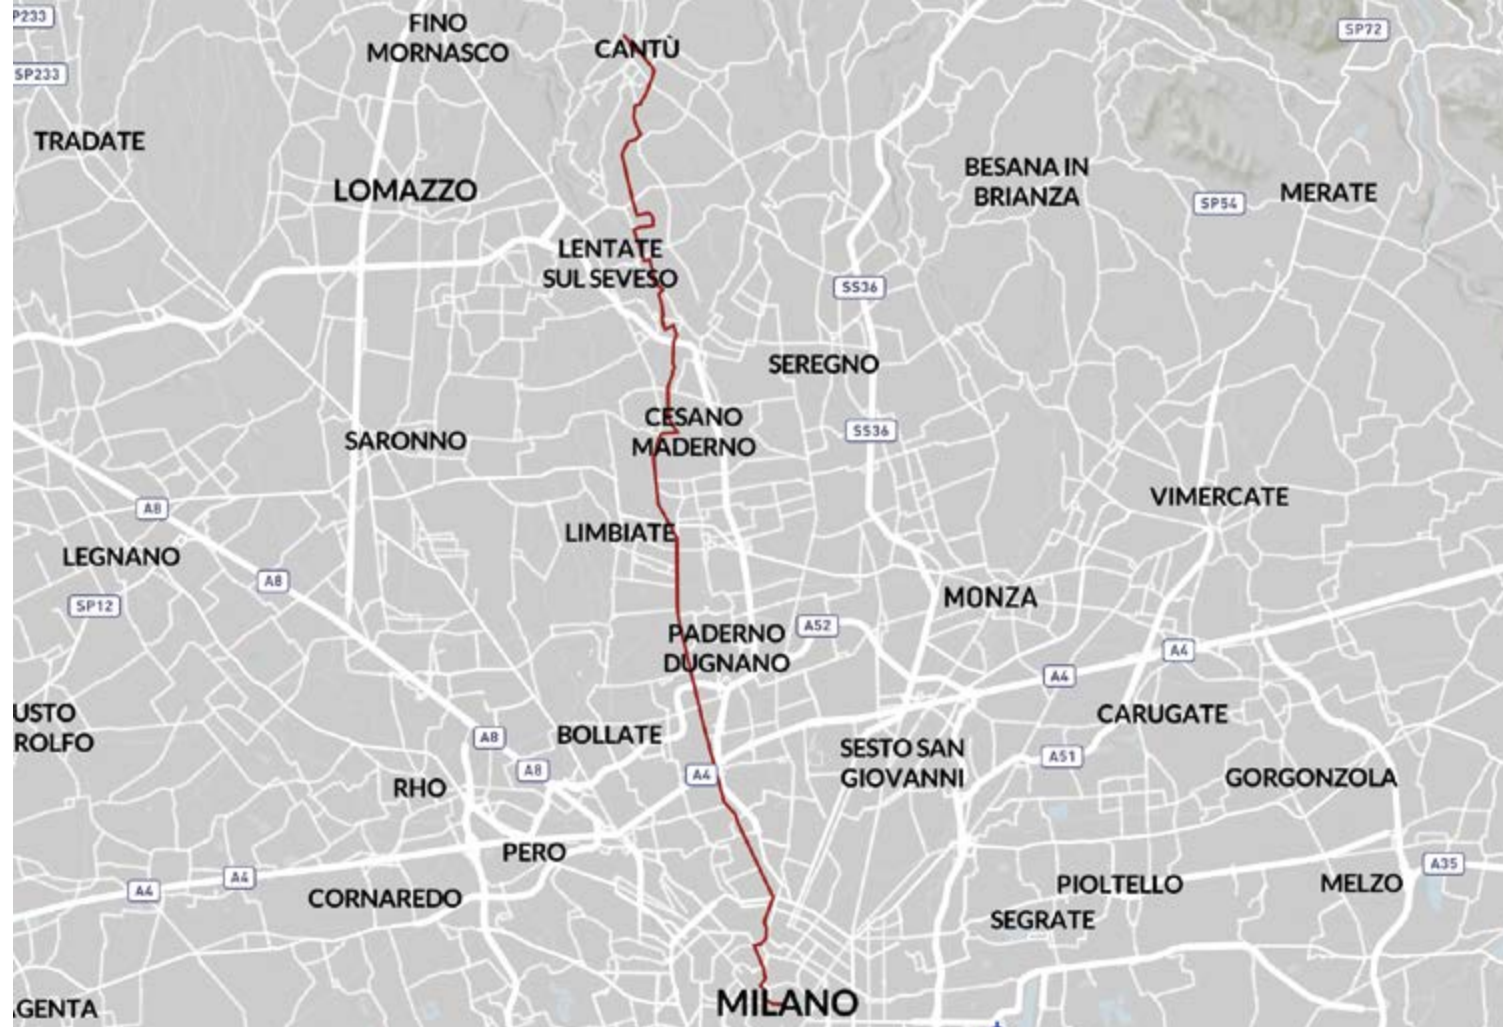 P233
FINO
MORNASCO
CANTÙ
SP72
SP233
TRADATE
LOMAZZO
BESANA IN
BRIANZA
SP54
MERATE
LENTATE
SUL SEVESO
SS36
SEREGNO
CESANO
MADERNO
SS36
SARONNO
VIMERCATE
A8
LIMBIATE
LEGNANO
A8
SP12
MONZA
PADERNO
DUGNANO
A52
A4
A4
USTO
ROLFO
CARUGATE
BOLLATE
A8
SESTO SAN
GIOVANNI
A51
A8
A4
GORGONZOLA
RHO
PERO
A35
A4
A4
PIOLTELLO
MELZO
CORNAREDO
SEGRATE
MILANO
AGENTA